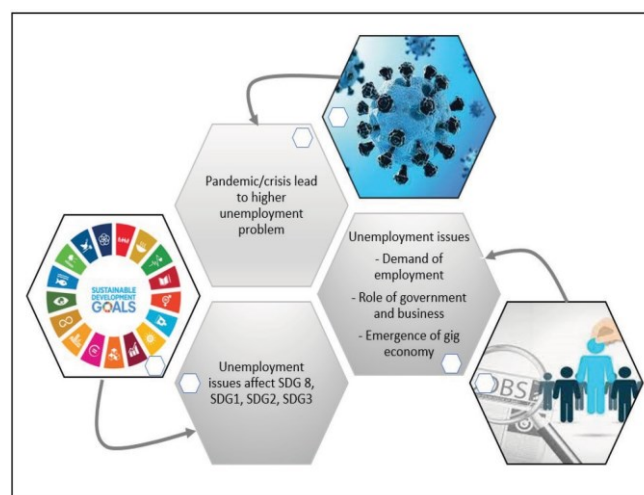 Pandemic/crisis lead
to higher
unemployment
problem
Unemployment issues
- Demand of
employment
- Role of government
and business
- Emergence of gig
economy
SUSTAINABLE
DEVELOPMENT
GOALS
Unemployment
issues affect SDG 8,
SDG1, SDG2, SDG3
OBS